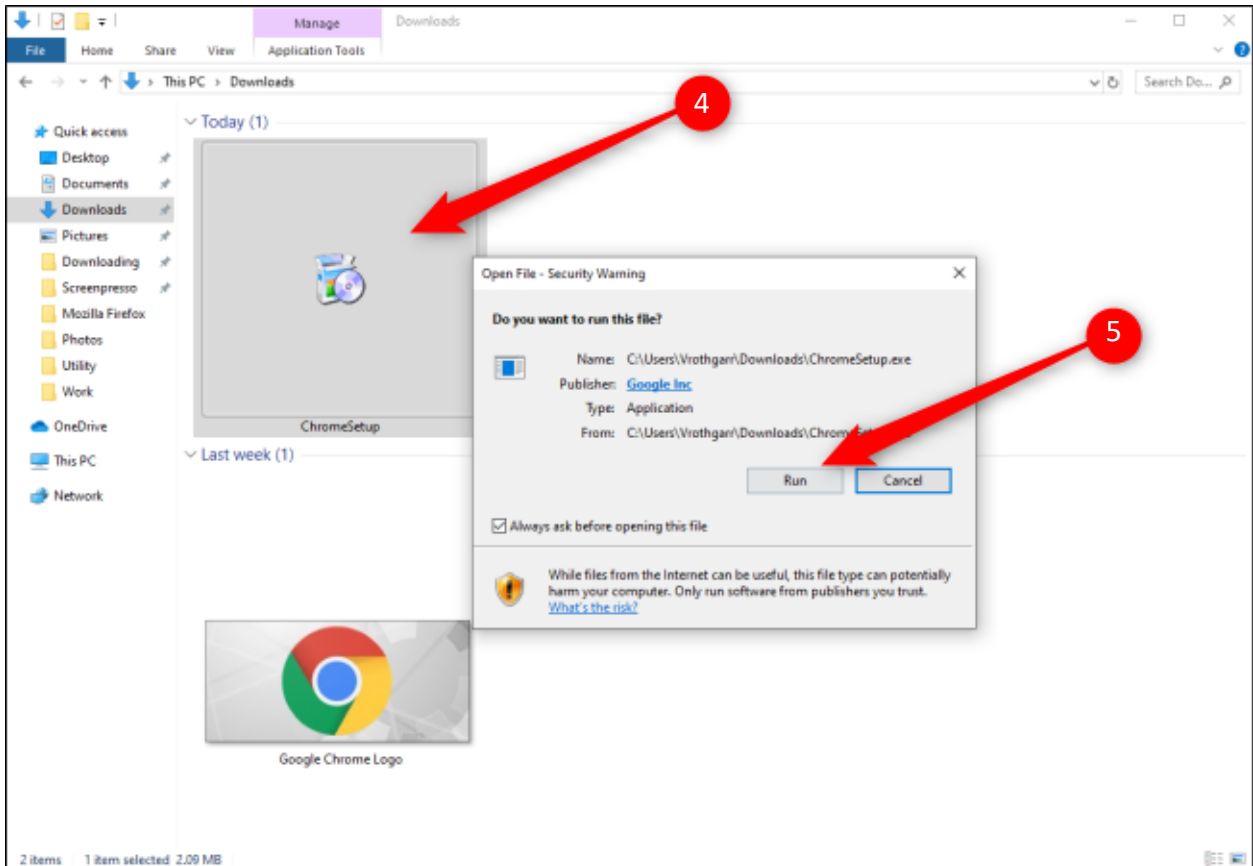 Manage
Downloads
File
Home
Share
View
Application Tools
This PC
Downloads
Search Do...
4
Quick access
Desktop
Documents
Downloads
Pictures
Downloading
Screenpresso
Mozilla Firefox
Photos
Utility
Work
OneDrive
This PC
Network
Today (1)
ChromeSetup
Last week (1)
Google Chrome Logo
Open File - Security Warning
Do you want to run this file?
5
Name: C:\Users\Vrothgarr\Downloads\ChromeSetup.exe
Publisher: Google Inc
Type: Application
From: C:\Users\Vrothgarr\Downloads\Chrom
Run
Cancel
Always ask before opening this file
While files from the Internet can be useful, this file type can potentially
harm your computer. Only run software from publishers you trust.
What's the risk?
2 items
1 item selected 2.09 MB